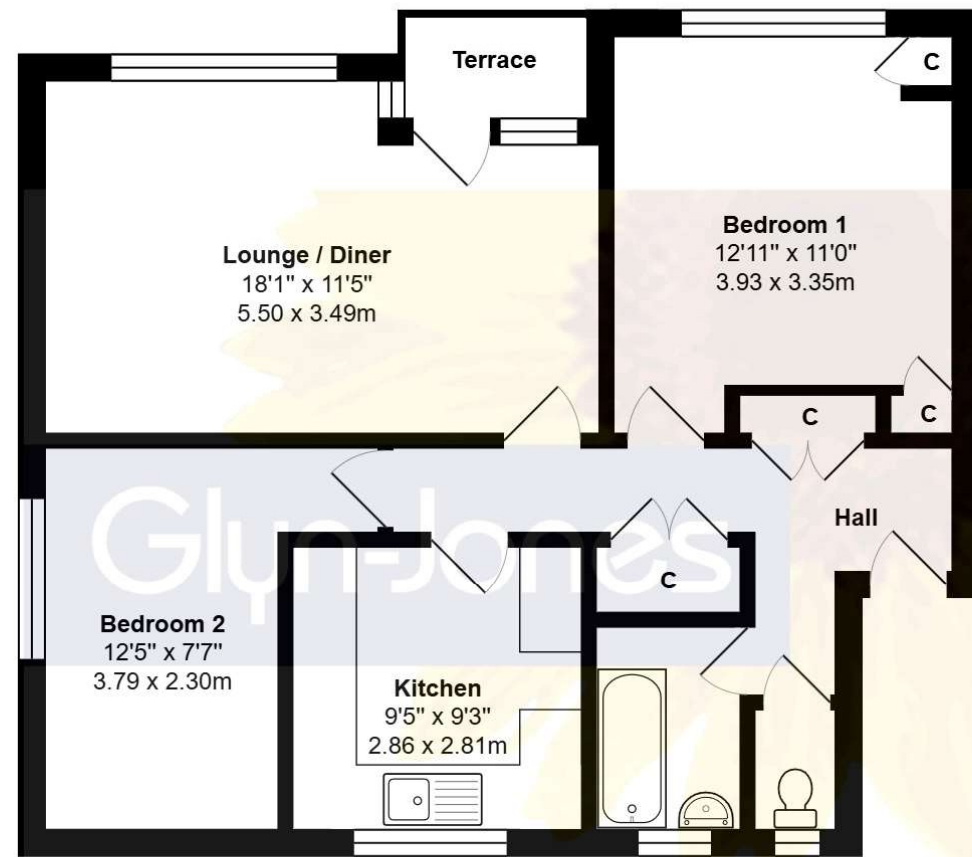 Terrace
C
Bedroom 1
12'11" x 11'0"
3.93 x 3.35m
Lounge / Diner
18'1" x 11'5"
5.50 x 3.49m
C
C
Hall
Glyn-Jones
C
Bedroom 2
12'5" x 7'7"
3.79 x 2.30m
Kitchen
9'5" x 9'3"
2.86 x 2.81m